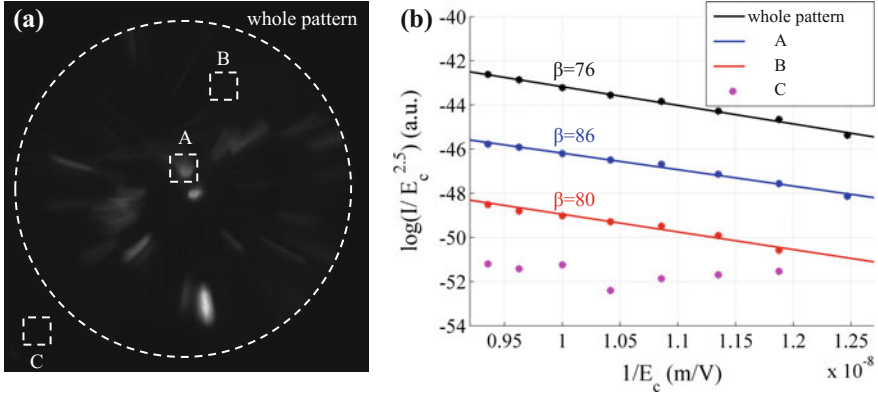 (a)
whole pattern
B
A
C
(b)
log(I/ E_c^2.5) (a.u.)
-40
-42
-44
-46
-48
-50
-52
-54
β=76
β=86
β=80
whole pattern
A
B
C
0.95
1
1.05
1.1
1.15
1.2
1.25
x 10^-8
1/E_c (m/V)